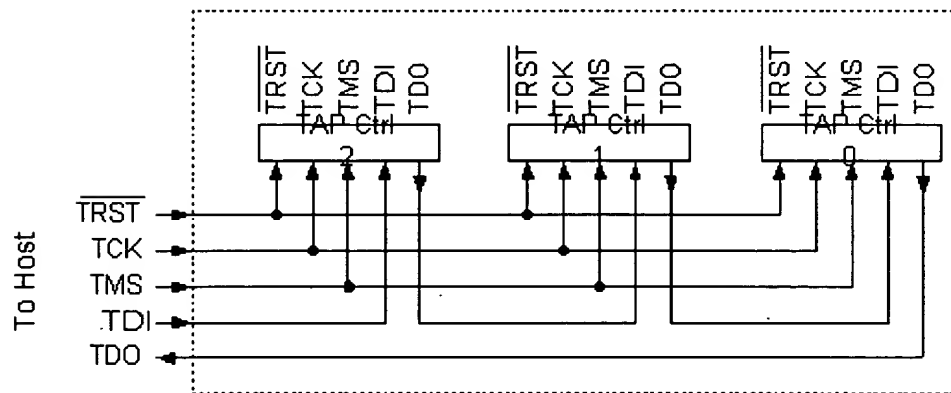 TRST TCK TMS TDI TDO
TAP Ctrl
2
TRST TCK TMS TDI TDO
TAP Ctrl
1
TRST TCK TMS TDI TDO
TAP Ctrl
0
To Host
TRST
TCK
TMS
TDI
TDO